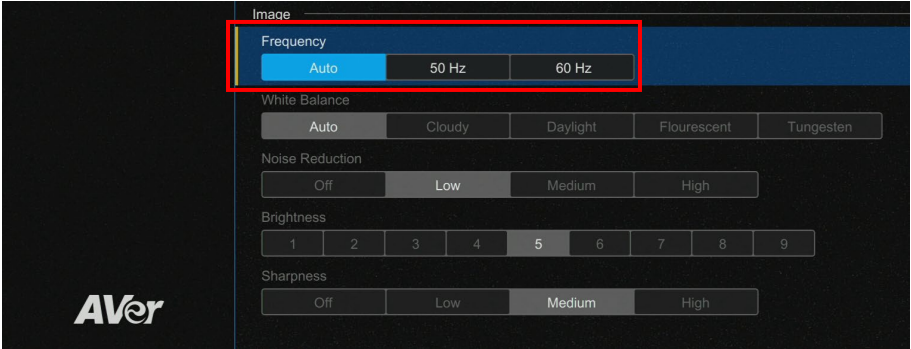 Image
Frequency
Auto 50 Hz 60 Hz
White Balance
Auto Cloudy Daylight Flourescent Tungesten
Noise Reduction
Off Low Medium High
Brightness
1 2 3 4 5 6 7 8 9
Sharpness
Off Low Medium High
AVer